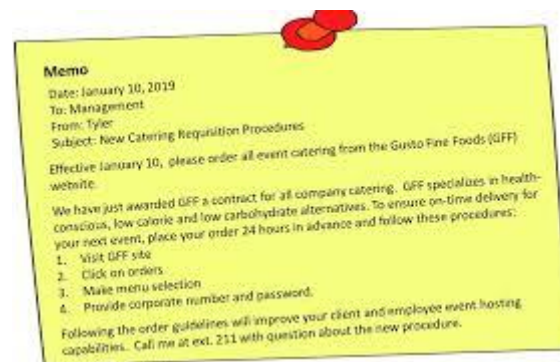 Memo
Date: January 10, 2019
To: Management
From: Tyler
Subject: New Catering Requisition Procedures
Effective January 10, please order all event catering from the Gusto Fine Foods (GFF)
website.
We have just awarded GFF a contract for all company catering. GFF specializes in health-
conscious, low calorie and low carbohydrate alternatives. To ensure on-time delivery for
your next event, place your order 24 hours in advance and follow these procedures:
1. Visit GFF site
2. Click on orders
3. Make menu selection
4. Provide corporate number and password.
Following the order guidelines will improve your client and employee event hosting
capabilities. Call me at ext. 211 with question about the new procedure.